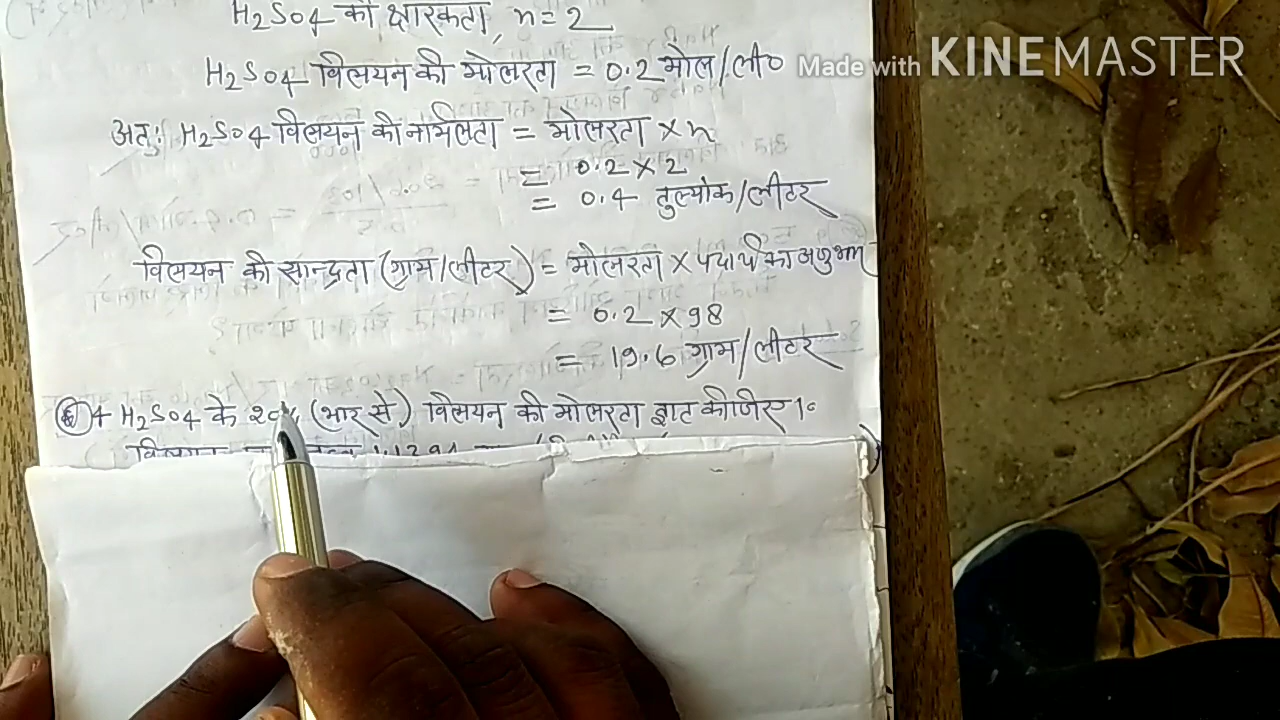 H2SO4 की क्षारकता, n = 2
H2SO4 विलयन की मोलरता = 0.2 मोल/ली०
Made with KINEMASTER
अतः H2SO4 विलयन की नार्मलता = मोलरता × n
= 0.2 × 2
= 0.4 तुल्यांक/लीटर
विलयन की सान्द्रता (ग्राम/लीटर) = मोलरता × पदार्थ का अणुभार
= 0.2 × 98
= 19.6 ग्राम/लीटर
4 H2SO4 के 20% (भार से) विलयन की मोलरता ज्ञात कीजिए।
विलयन